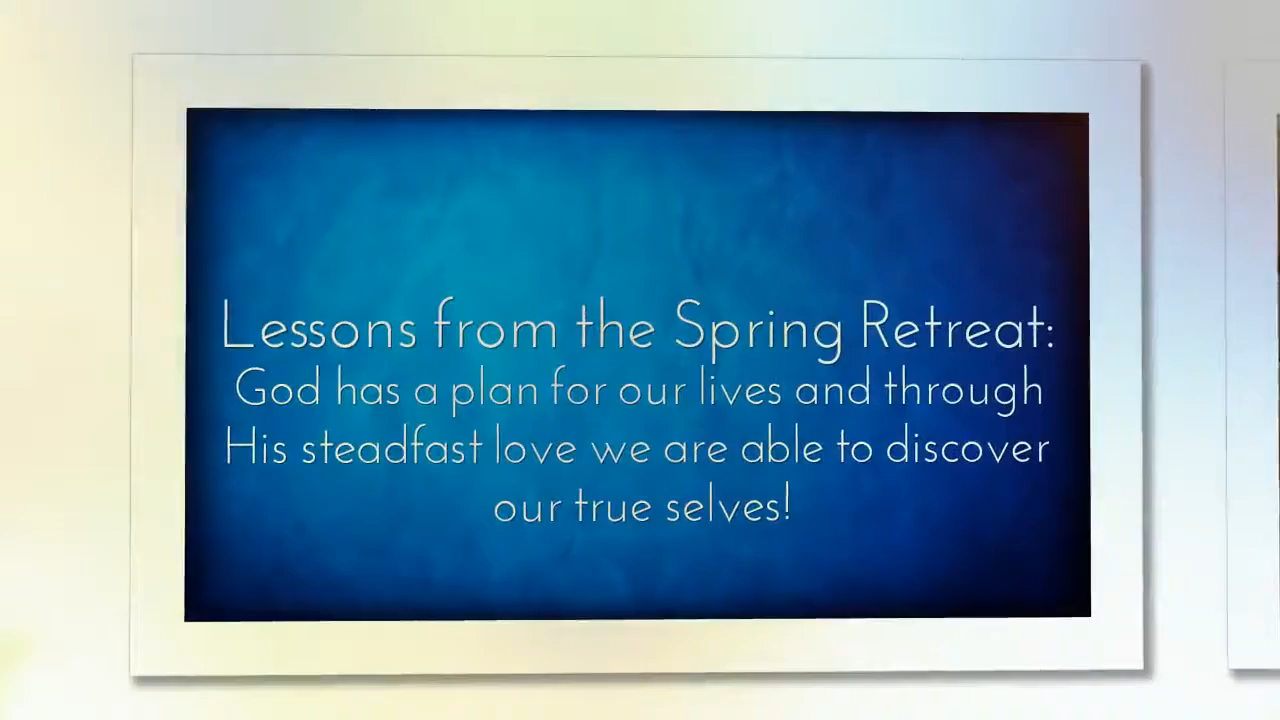 Lessons from the Spring Retreat:
God has a plan for our lives and through
His steadfast love we are able to discover
our true selves!